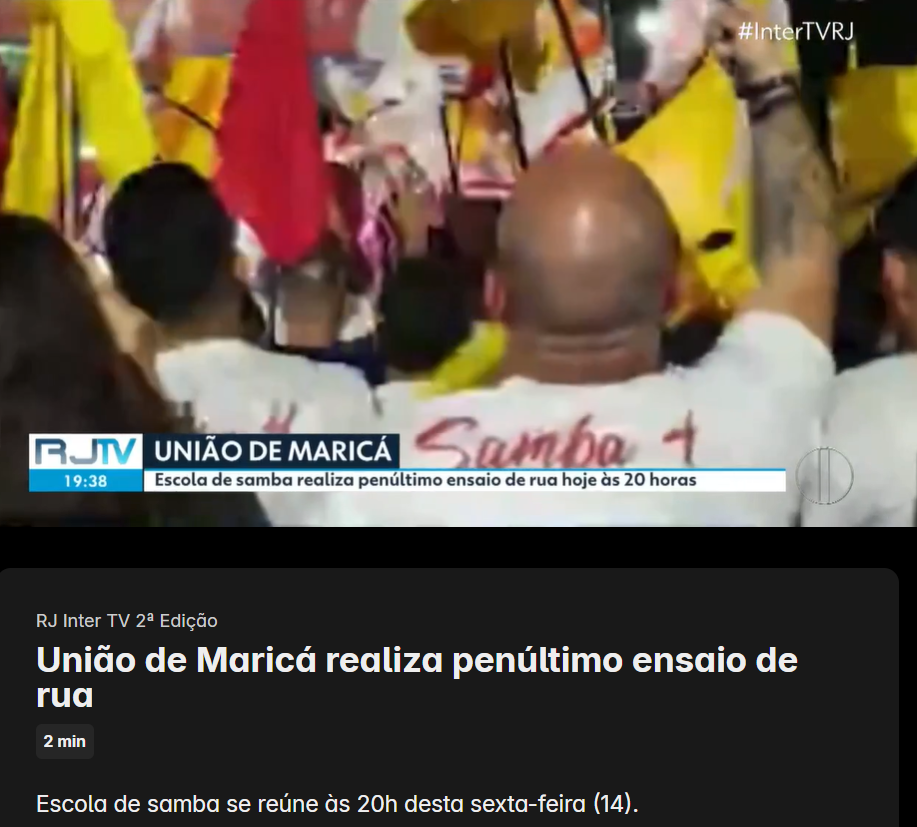 #InterTVRJ
Samba
RJTV
UNIÃO DE MARICÁ
19:38
Escola de samba realiza penúltimo ensaio de rua hoje às 20 horas
RJ Inter TV 2ª Edição
União de Maricá realiza penúltimo ensaio de
rua
2 min
Escola de samba se reúne às 20h desta sexta-feira (14).